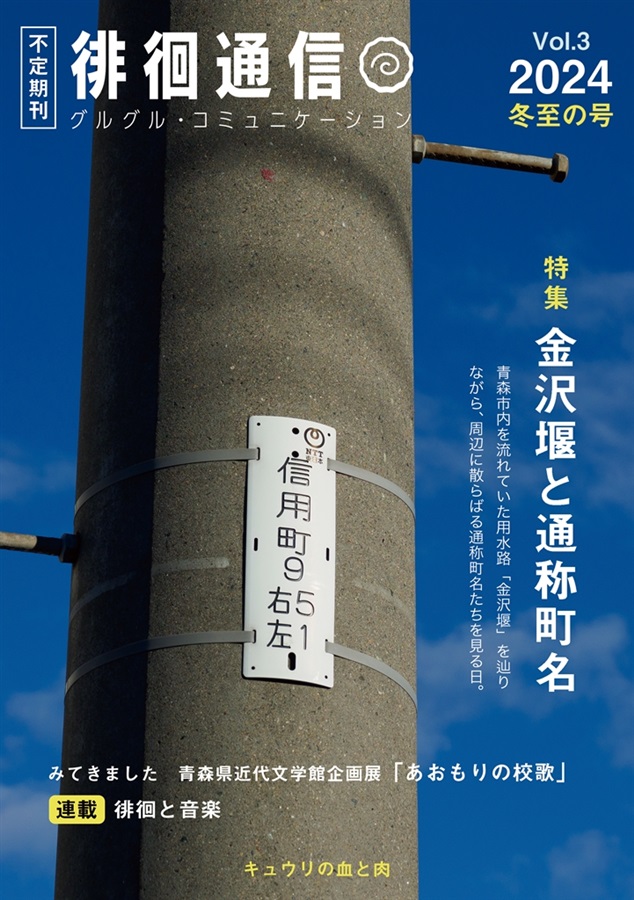 不定期刊
徘徊通信
グルグル・コミュニケーション
Vol.3
2024
冬至の号
特集
金沢堰と通称町名
青森市内を流れていた用水路「金沢堰」を辿り
ながら、周辺に散らばる通称町名たちを見る日。
NTT
信用町
9 5
右 1
左
みてきました 青森県近代文学館企画展「あおもりの校歌」
連載 徘徊と音楽
キュウリの血と肉